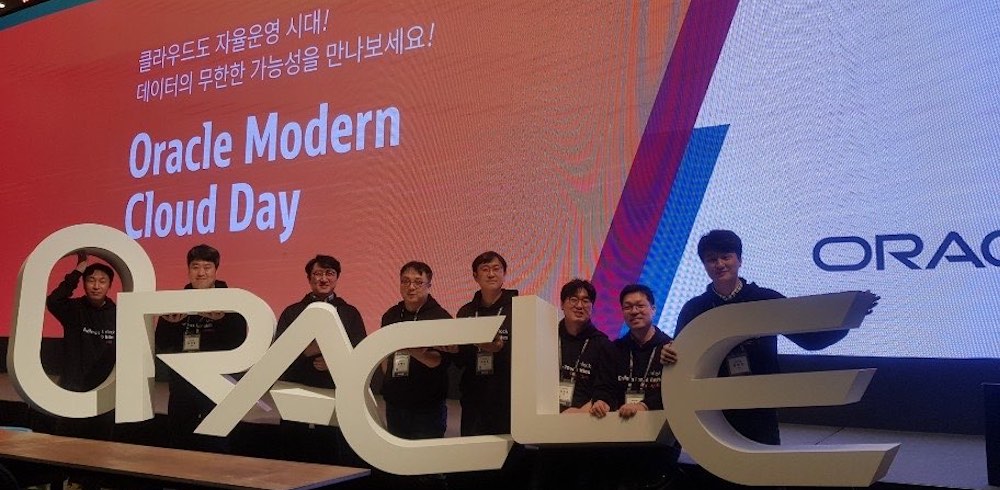 클라우드도 자율운영 시대!
데이터의 무한한 가능성을 만나보세요!
Oracle Modern
Cloud Day
ORAC
ORACLE